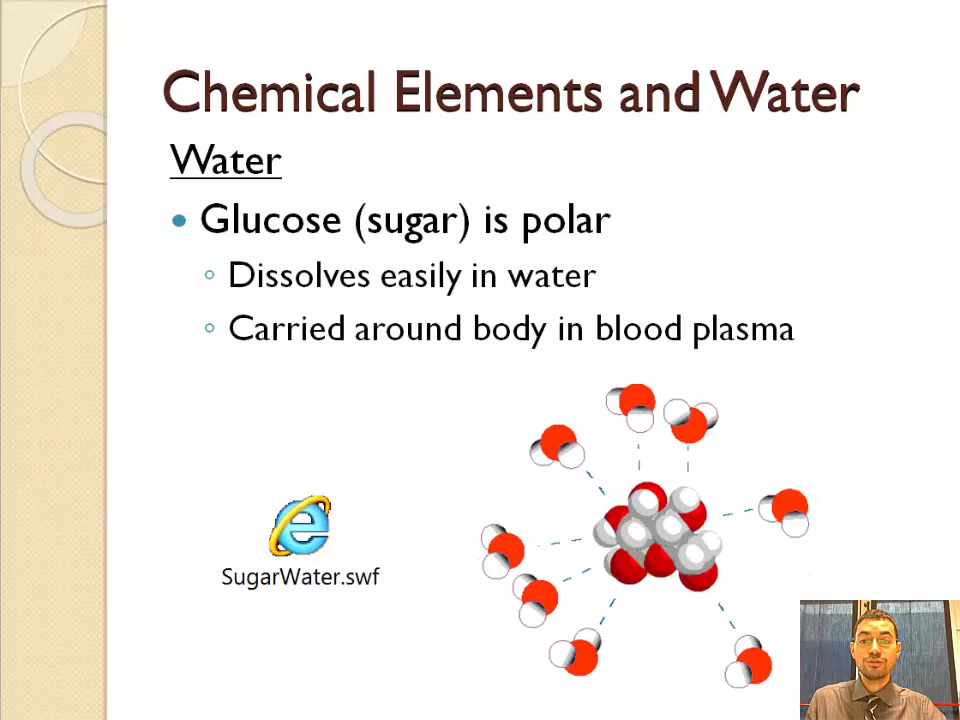 Chemical Elements and Water
Water
• Glucose (sugar) is polar
◦ Dissolves easily in water
◦ Carried around body in blood plasma
SugarWater.swf